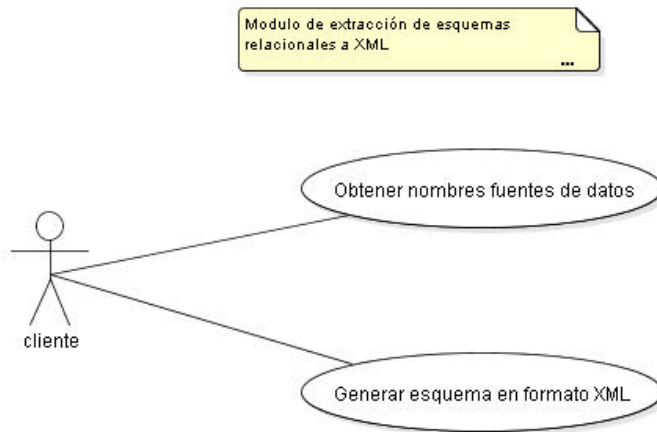 Modulo de extracción de esquemas
relacionales a XML
...
Obtener nombres fuentes de datos
cliente
Generar esquema en formato XML